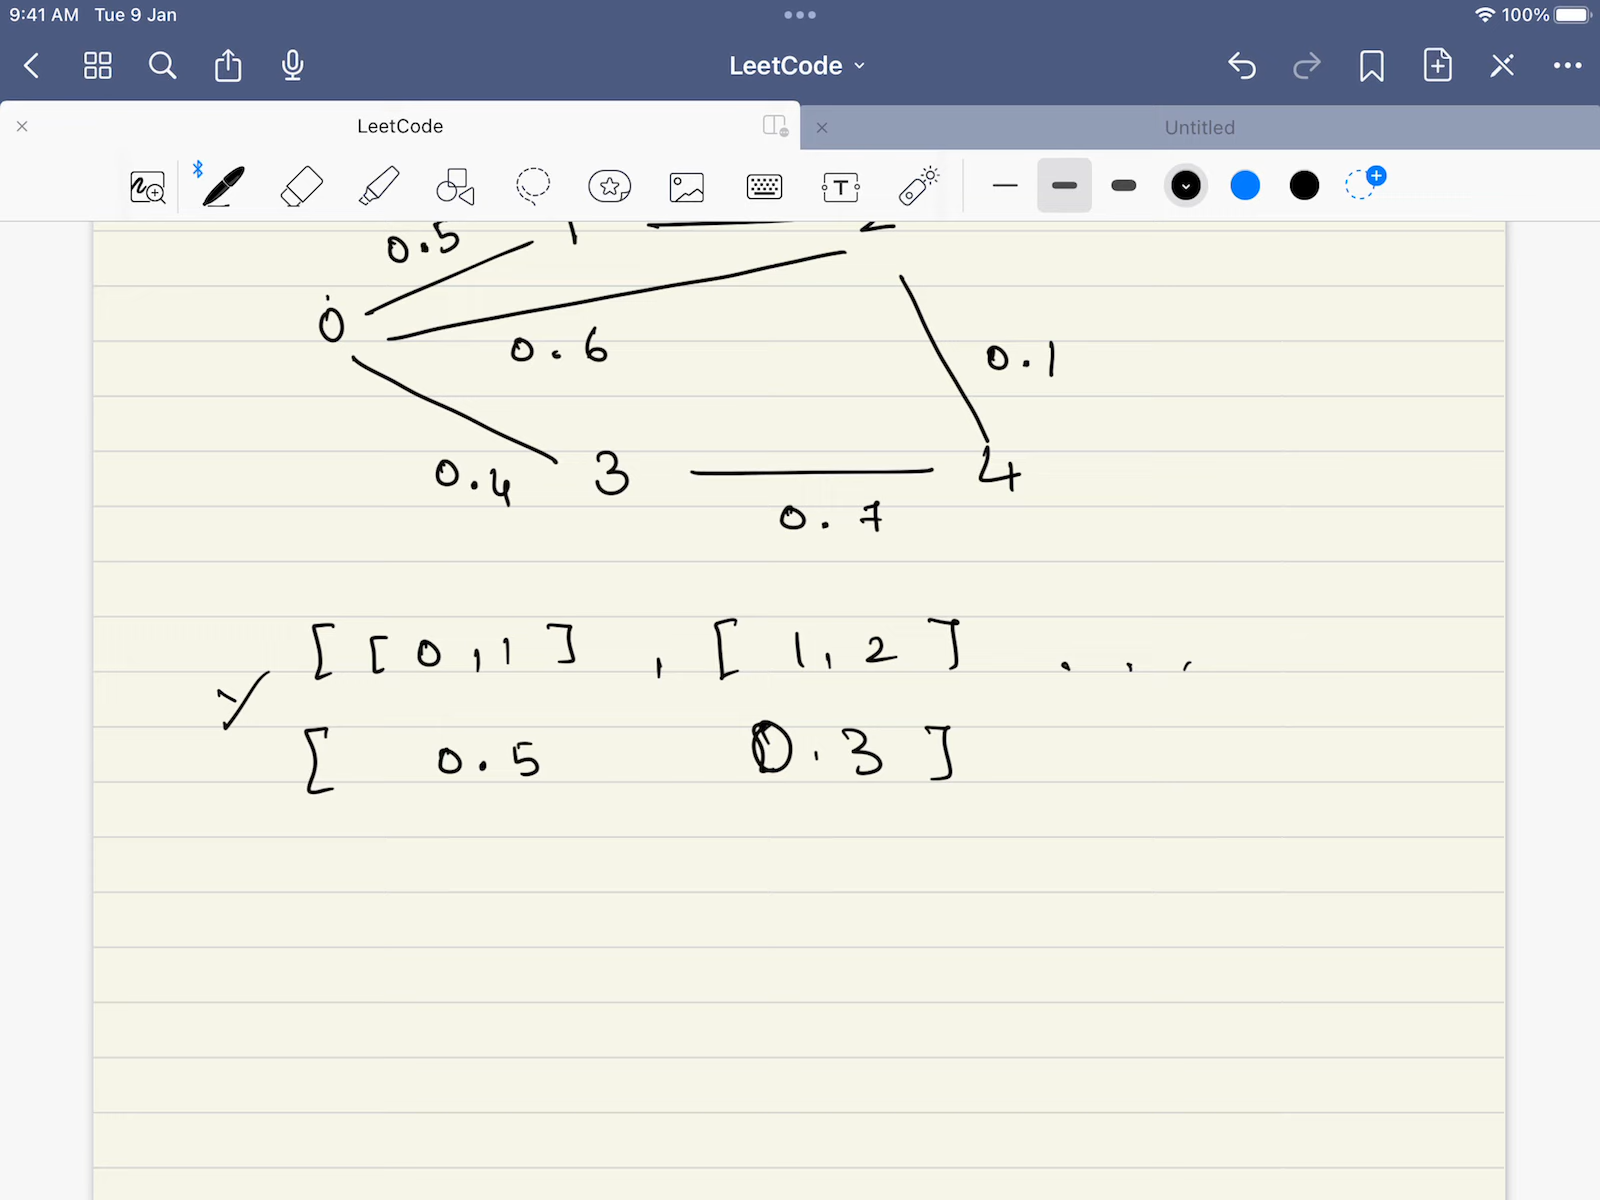 9:41 AM Tue 9 Jan 100%
LeetCode
LeetCode Untitled
T
0.5 1 2
0
0.6 0.1
0.4 3 4
0.7
[ [ 0 , 1 ] , [ 1, 2 ] . . .
[ 0.5 0.3 ]